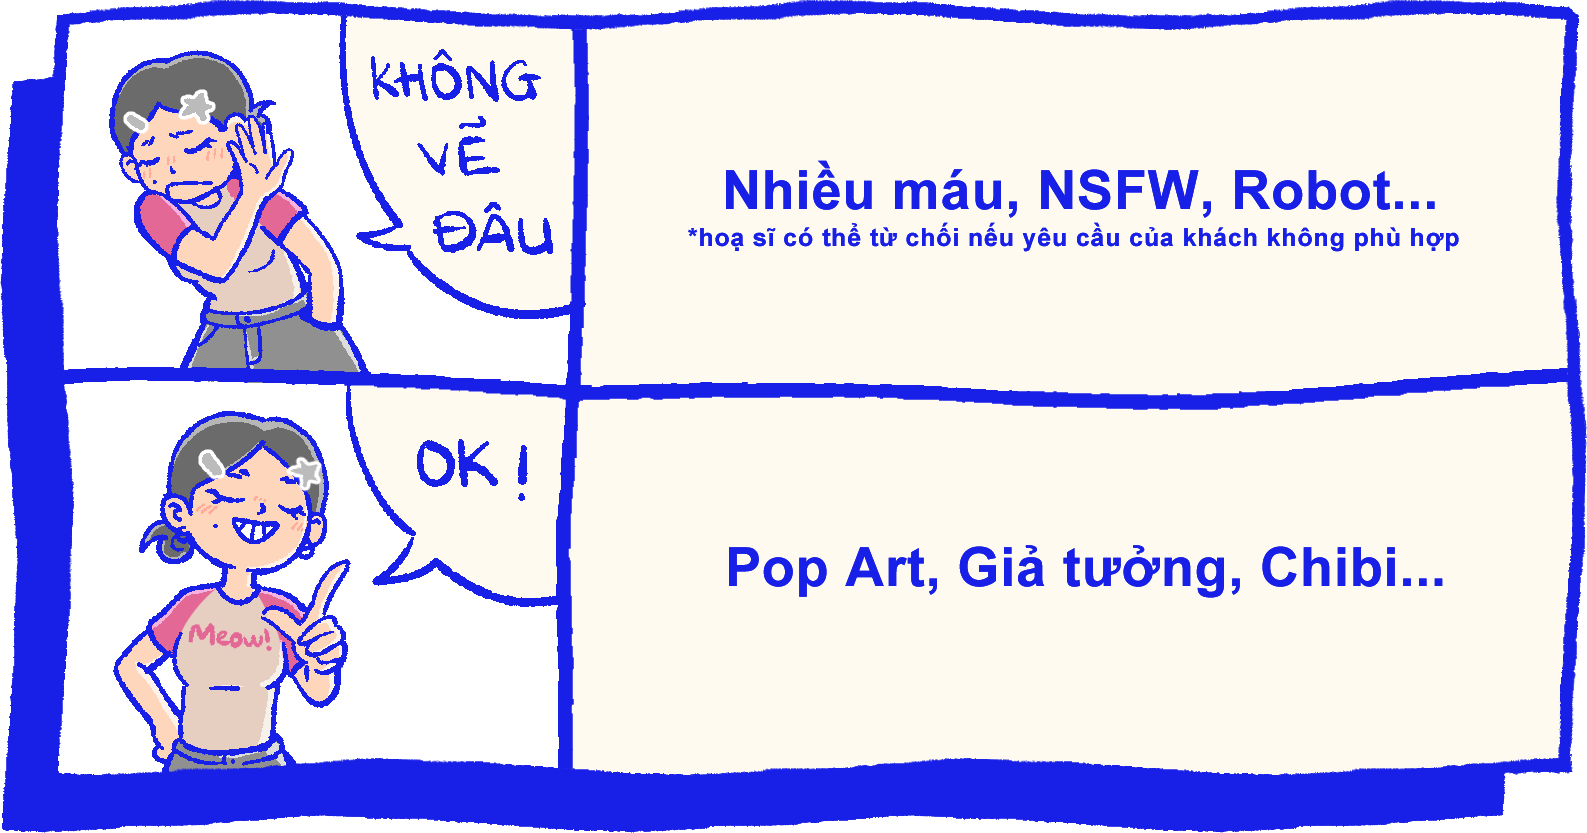 KHÔNG
VẼ
ĐÂU
Nhiều máu, NSFW, Robot...
*hoạ sĩ có thể từ chối nếu yêu cầu của khách không phù hợp
OK!
Meow!
Pop Art, Giả tưởng, Chibi...